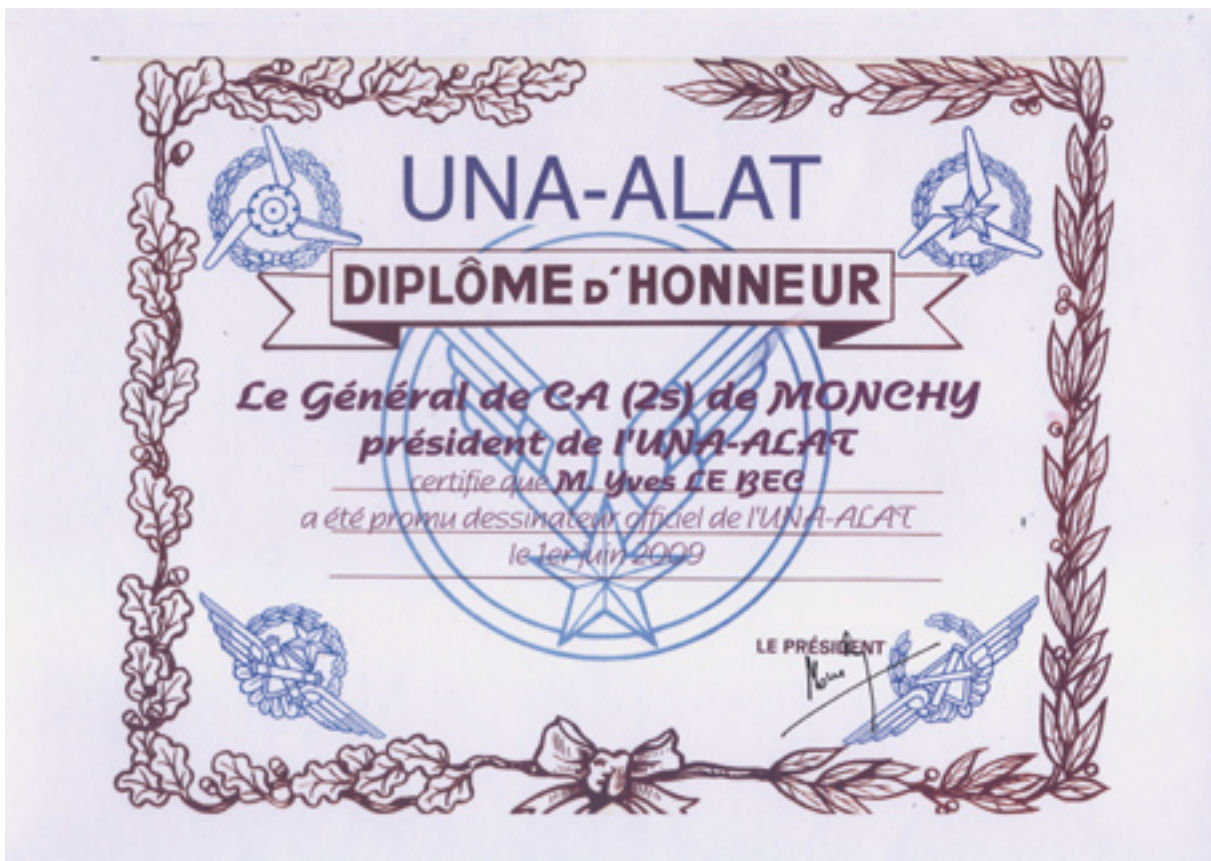 UNA-ALAT
DIPLÔME D'HONNEUR
Le Général de CA (2s) de MONCHY
président de l'UNA-ALAT
certifie que M. Yves LE BEC
a été promu dessinateur officiel de l'UNA-ALAT
le 1er juin 2009
LE PRÉSIDENT